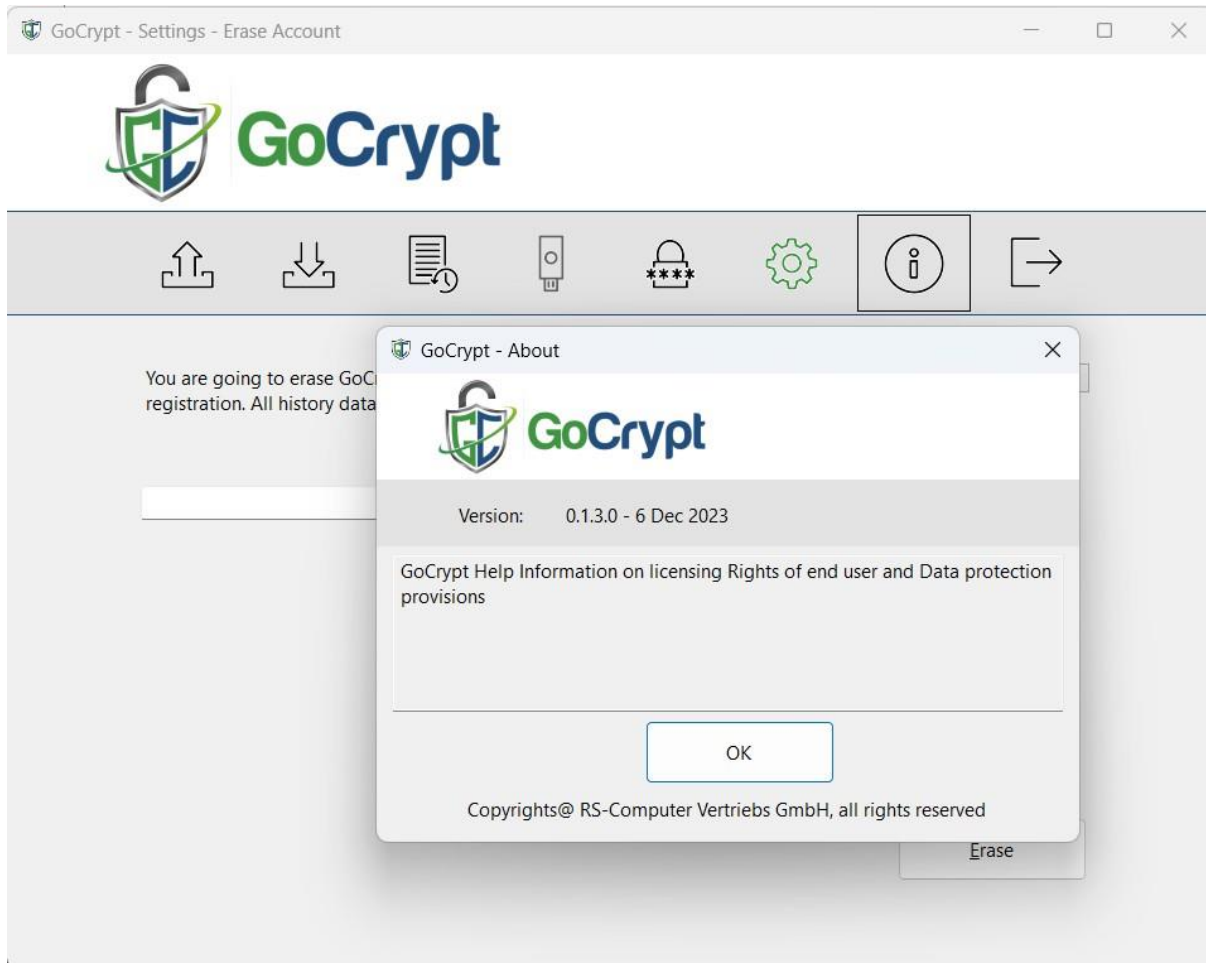 GoCrypt - Settings - Erase Account
GoCrypt
****
You are going to erase GoC
registration. All history data
GoCrypt - About
GoCrypt
Version: 0.1.3.0 - 6 Dec 2023
GoCrypt Help Information on licensing Rights of end user and Data protection
provisions
OK
Copyrights@ RS-Computer Vertriebs GmbH, all rights reserved
Erase